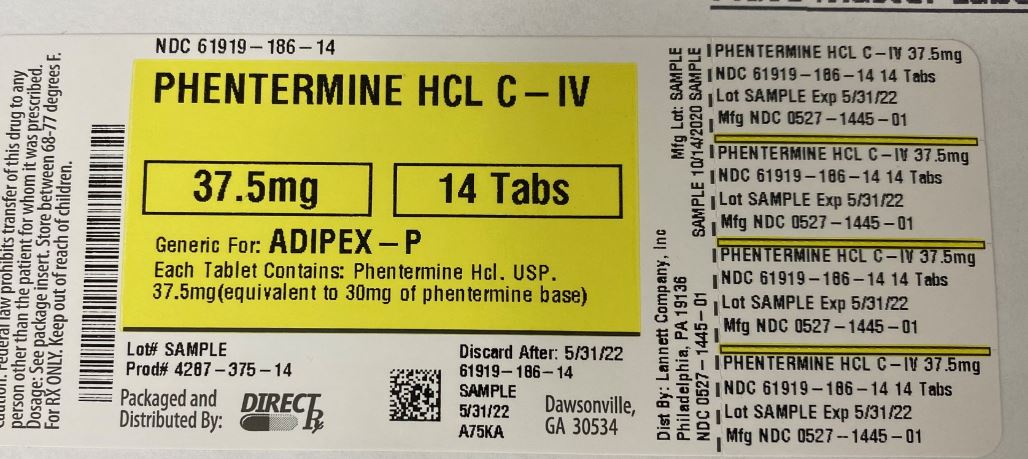 NDC 61919-186-14
PHENTERMINE HCL C-IV
37.5mg
14 Tabs
Generic For: ADIPEX-P
Each Tablet Contains: Phentermine Hcl. USP.
37.5mg(equivalent to 30mg of phentermine base)
Lot# SAMPLE
Prod# 4287-375-14
Packaged and
Distributed By:
DIRECT Rx
Discard After: 5/31/22
61919-186-14
SAMPLE
5/31/22
A75KA
Dawsonville,
GA 30534
Federal law prohibits transfer of this drug to any
person other than the patient for whom it was prescribed.
Dosage: See package insert. Store between 68-77 degrees F.
For RX ONLY. Keep out of reach of children.
Mfg Lot: SAMPLE
SAMPLE 10/14/2020 SAMPLE
Dist By: Lannett Company, Inc
Philadelphia, PA 19136
NDC 0527-1445-01
PHENTERMINE HCL C-IV 37.5mg
NDC 61919-186-14 14 Tabs
Lot SAMPLE Exp 5/31/22
Mfg NDC 0527-1445-01
PHENTERMINE HCL C-IV 37.5mg
NDC 61919-186-14 14 Tabs
Lot SAMPLE Exp 5/31/22
Mfg NDC 0527-1445-01
PHENTERMINE HCL C-IV 37.5mg
NDC 61919-186-14 14 Tabs
Lot SAMPLE Exp 5/31/22
Mfg NDC 0527-1445-01
PHENTERMINE HCL C-IV 37.5mg
NDC 61919-186-14 14 Tabs
Lot SAMPLE Exp 5/31/22
Mfg NDC 0527-1445-01